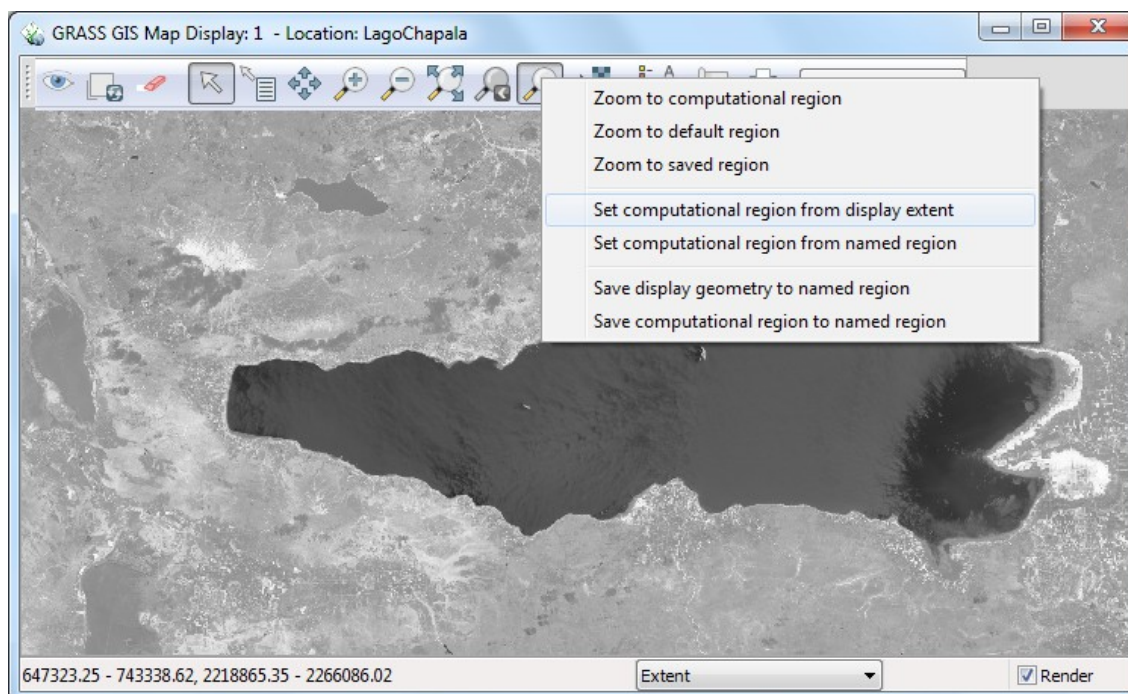 GRASS GIS Map Display: 1 - Location: LagoChapala
Zoom to computational region
Zoom to default region
Zoom to saved region
Set computational region from display extent
Set computational region from named region
Save display geometry to named region
Save computational region to named region
647323.25 - 743338.62, 2218865.35 - 2266086.02
Extent
Render